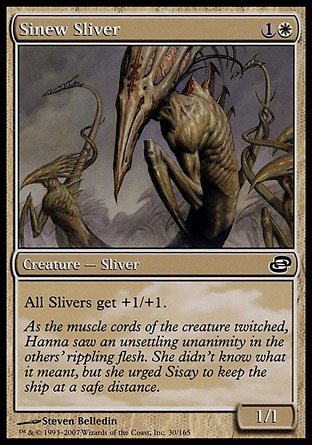 Sinew Sliver 1
Creature — Sliver
All Slivers get +1/+1.
As the muscle cords of the creature twitched,
Hanna saw an unsettling unanimity in the
others' rippling flesh. She didn't know what
it meant, but she urged Sisay to keep the
ship at a safe distance.
Steven Belledin
™ & © 1993-2007 Wizards of the Coast, Inc. 30/165
1/1